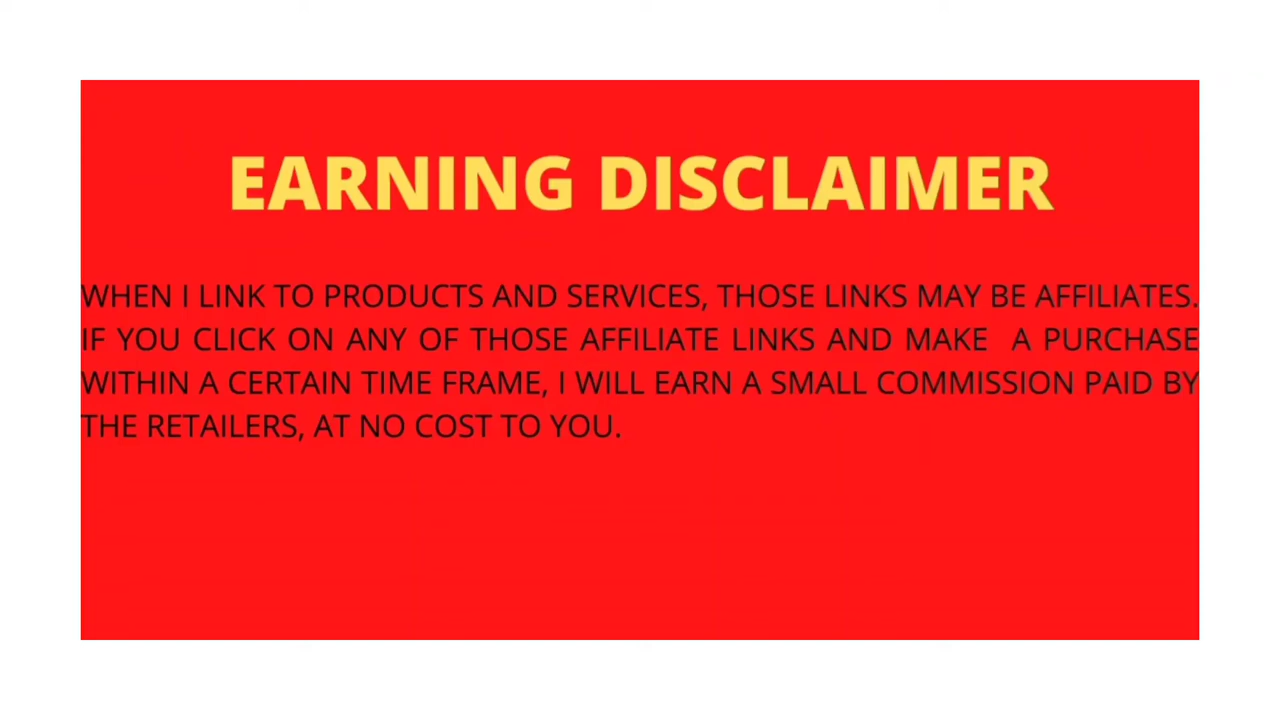 EARNING DISCLAIMER
WHEN I LINK TO PRODUCTS AND SERVICES, THOSE LINKS MAY BE AFFILIATES.
IF YOU CLICK ON ANY OF THOSE AFFILIATE LINKS AND MAKE A PURCHASE
WITHIN A CERTAIN TIME FRAME, I WILL EARN A SMALL COMMISSION PAID BY
THE RETAILERS, AT NO COST TO YOU.